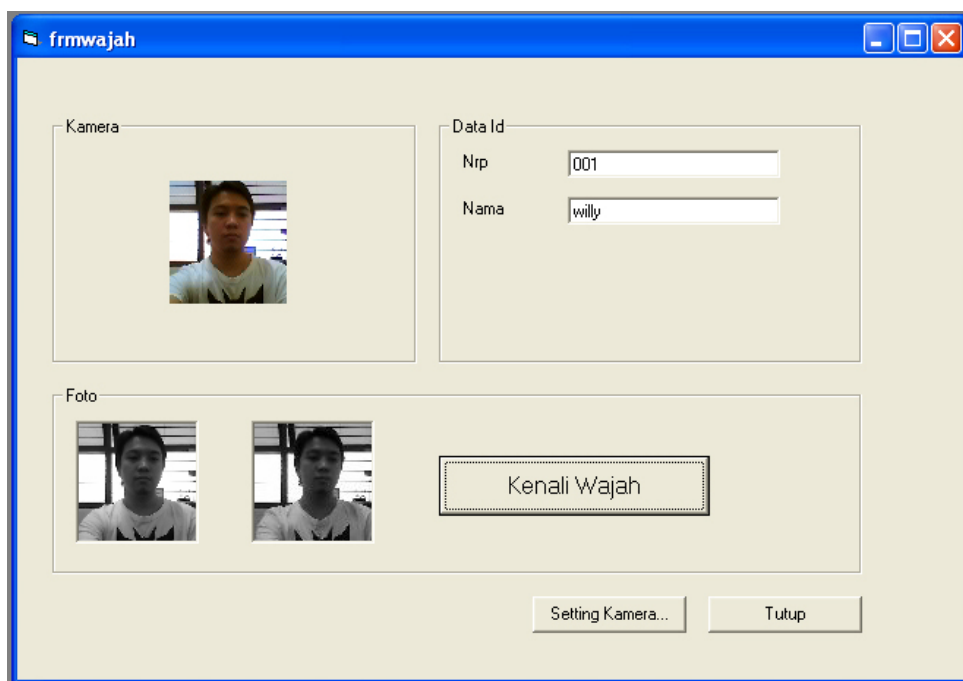 frmwajah
Kamera
Data Id
Nrp
001
Nama
willy
Foto
Kenali Wajah
Setting Kamera...
Tutup